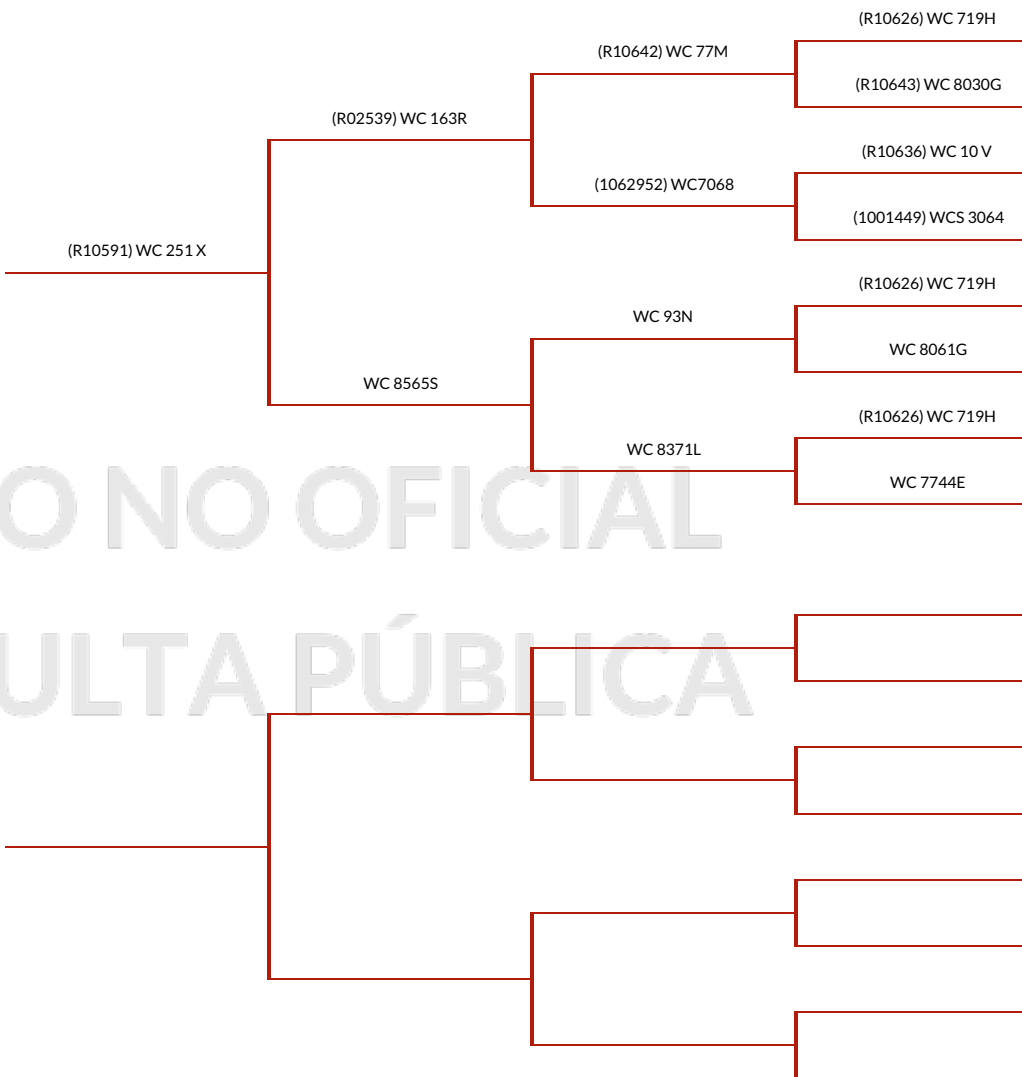 (R10626) WC 719H
(R10642) WC 77M
(R10643) WC 8030G
(R02539) WC 163R
(R10636) WC 10 V
(1062952) WC7068
(1001449) WCS 3064
(R10591) WC 251 X
(R10626) WC 719H
WC 93N
WC 8061G
WC 8565S
(R10626) WC 719H
WC 8371L
WC 7744E
O NO OFICIAL
ULTA PÚBLICA